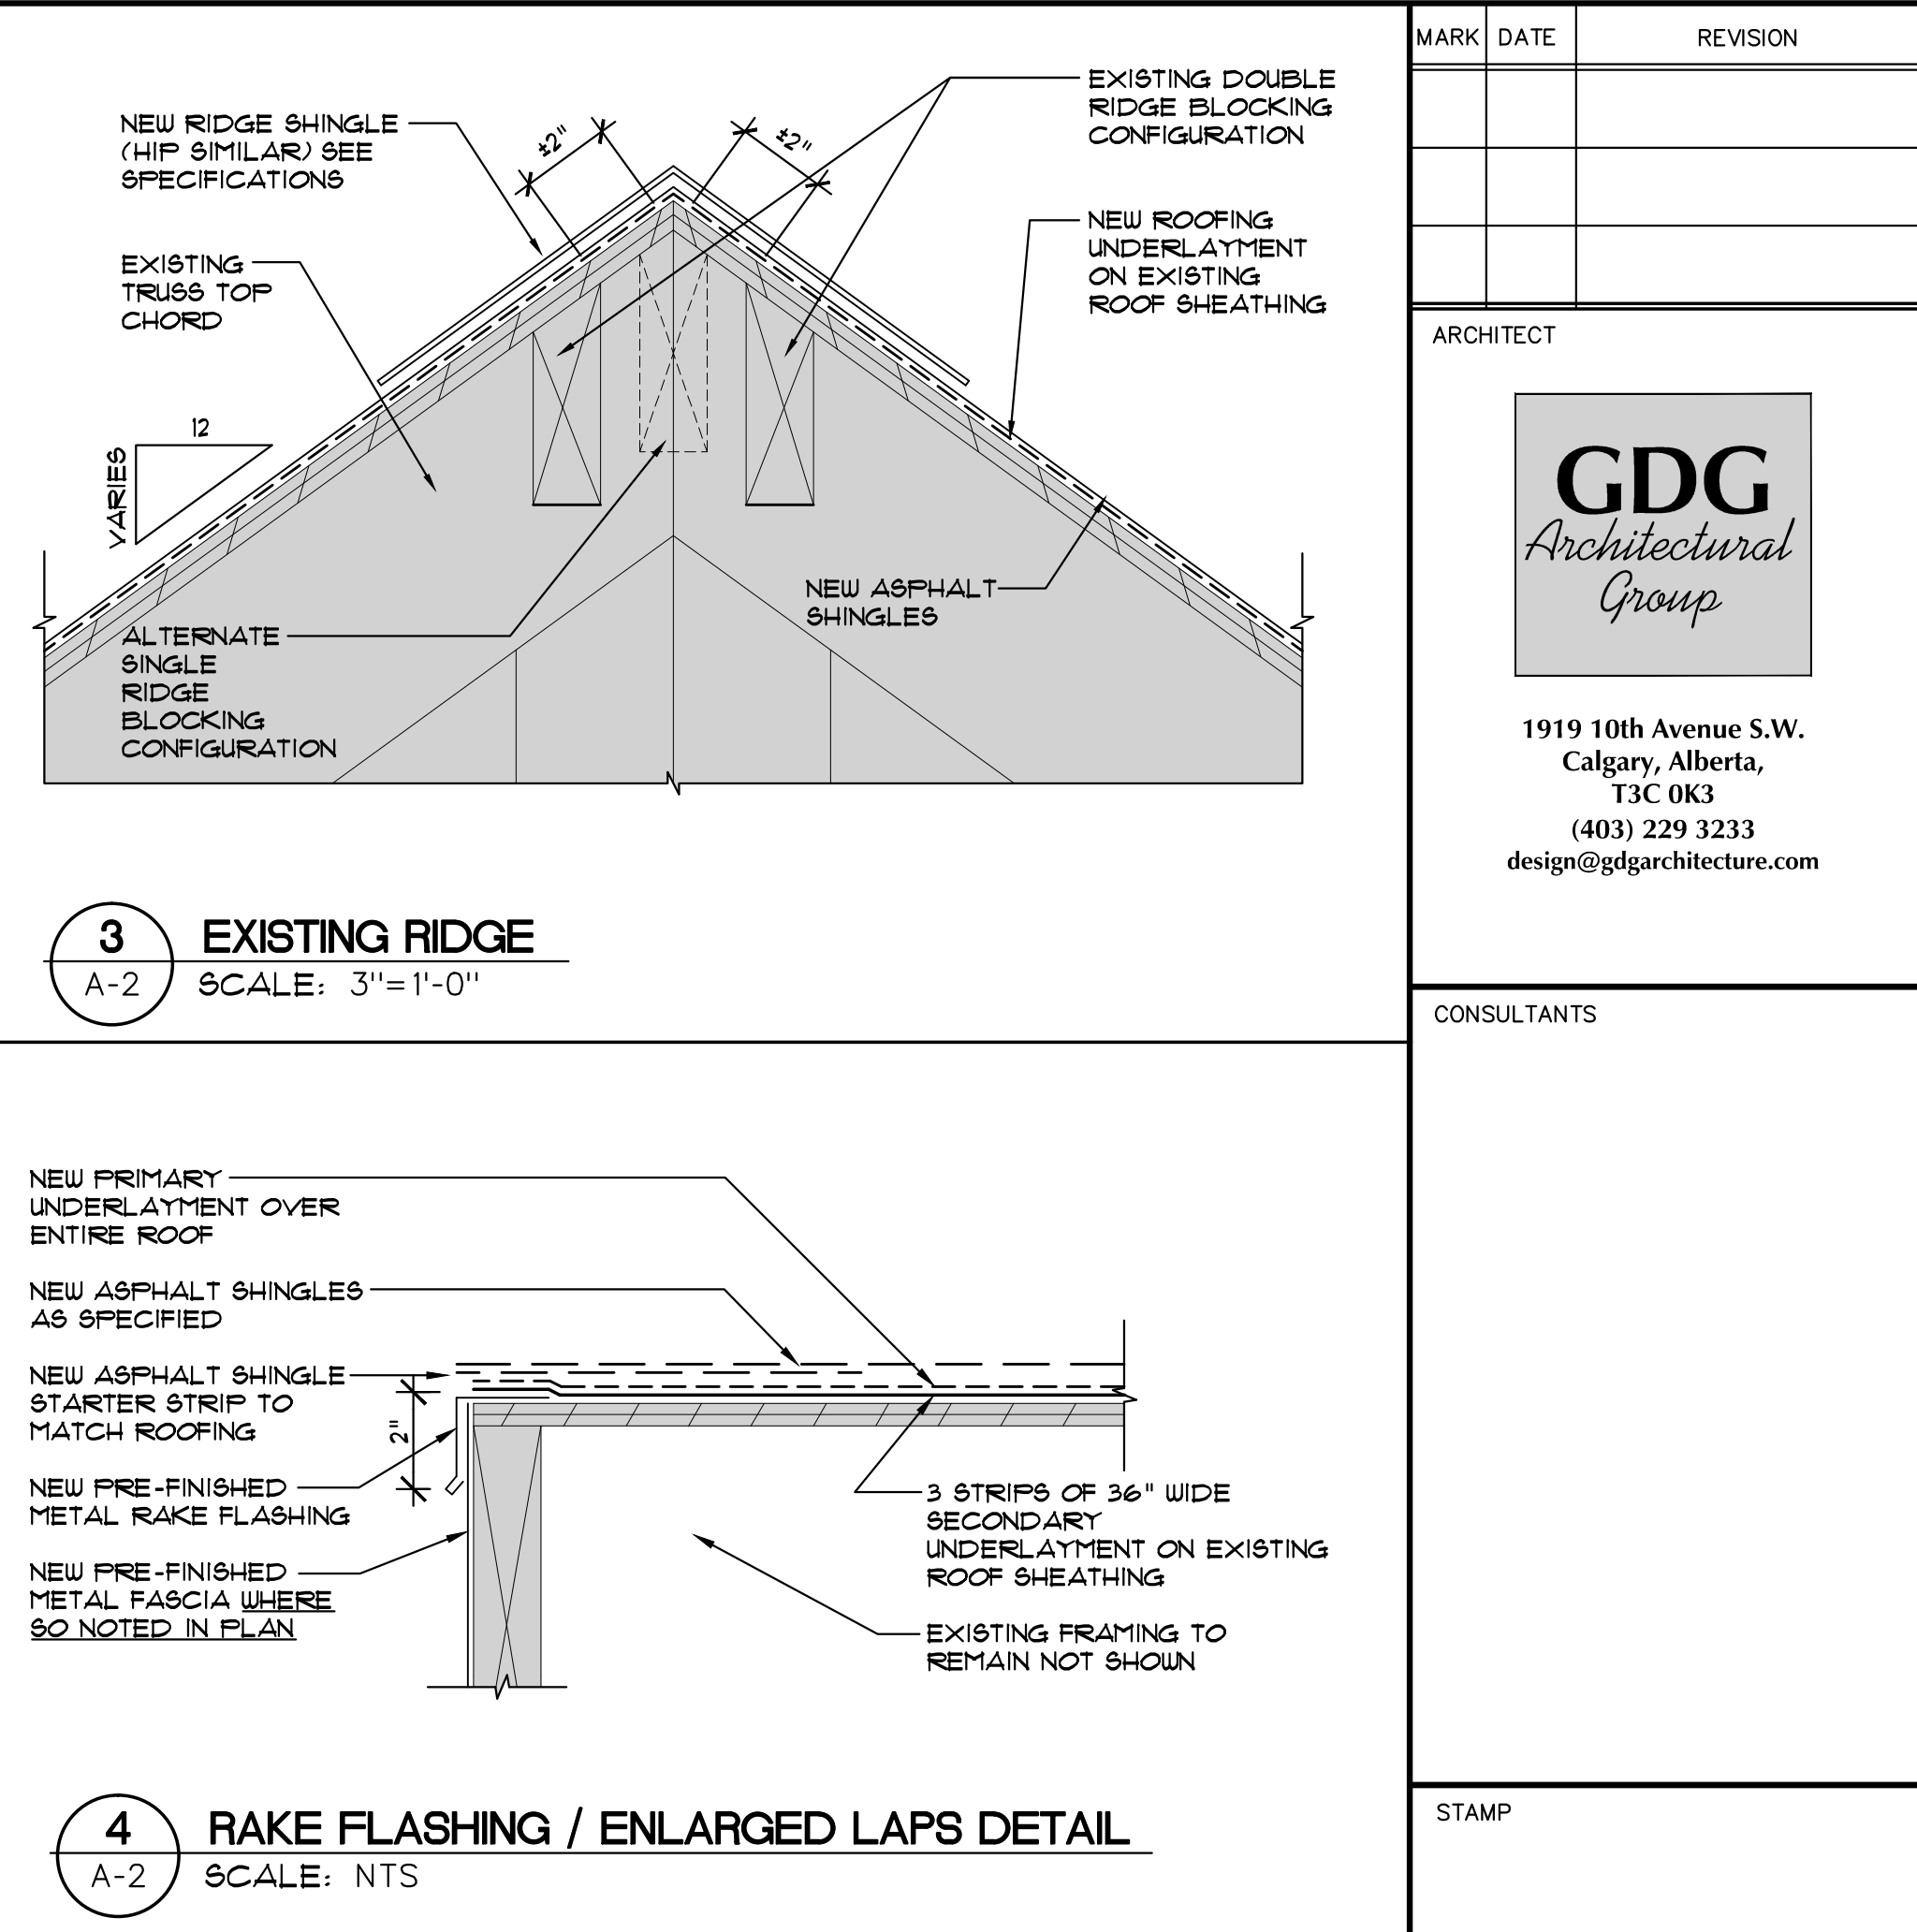 NEW RIDGE SHINGLE
(HIP SIMILAR) SEE
SPECIFICATIONS
±2"
±2"
EXISTING DOUBLE
RIDGE BLOCKING
CONFIGURATION
EXISTING
TRUSS TOP
CHORD
NEW ROOFING
UNDERLAYMENT
ON EXISTING
ROOF SHEATHING
12
VARIES
NEW ASPHALT
SHINGLES
ALTERNATE
SINGLE
RIDGE
BLOCKING
CONFIGURATION
3
A-2
EXISTING RIDGE
SCALE: 3"=1'-0"
NEW PRIMARY
UNDERLAYMENT OVER
ENTIRE ROOF
NEW ASPHALT SHINGLES
AS SPECIFIED
NEW ASPHALT SHINGLE
STARTER STRIP TO
MATCH ROOFING
2"
NEW PRE-FINISHED
METAL RAKE FLASHING
NEW PRE-FINISHED
METAL FASCIA WHERE
SO NOTED IN PLAN
3 STRIPS OF 36" WIDE
SECONDARY
UNDERLAYMENT ON EXISTING
ROOF SHEATHING
EXISTING FRAMING TO
REMAIN NOT SHOWN
4
A-2
RAKE FLASHING / ENLARGED LAPS DETAIL
SCALE: NTS
MARK DATE REVISION
ARCHITECT
GDG
Architectural
Group
1919 10th Avenue S.W.
Calgary, Alberta,
T3C 0K3
(403) 229 3233
design@gdgarchitecture.com
CONSULTANTS
STAMP